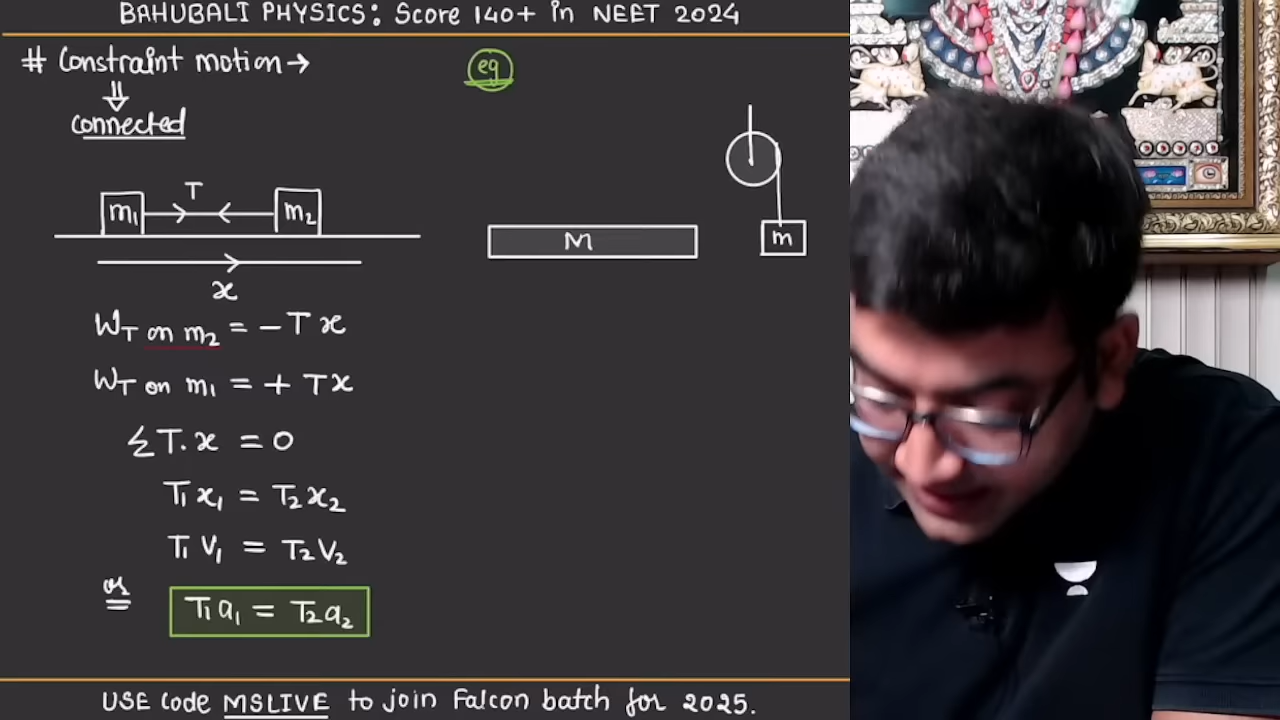 BAHUBALI PHYSICS: Score 140+ in NEET 2024
# Constraint motion →
eg
connected
T
m₁
m₂
x
M
m
W_T on m₂ = - T x
W_T on m₁ = + T x
Σ T. x = 0
T₁ x₁ = T₂ x₂
T₁ V₁ = T₂ V₂
or
T₁ a₁ = T₂ a₂
USE Code MSLIVE to join Falcon batch for 2025.